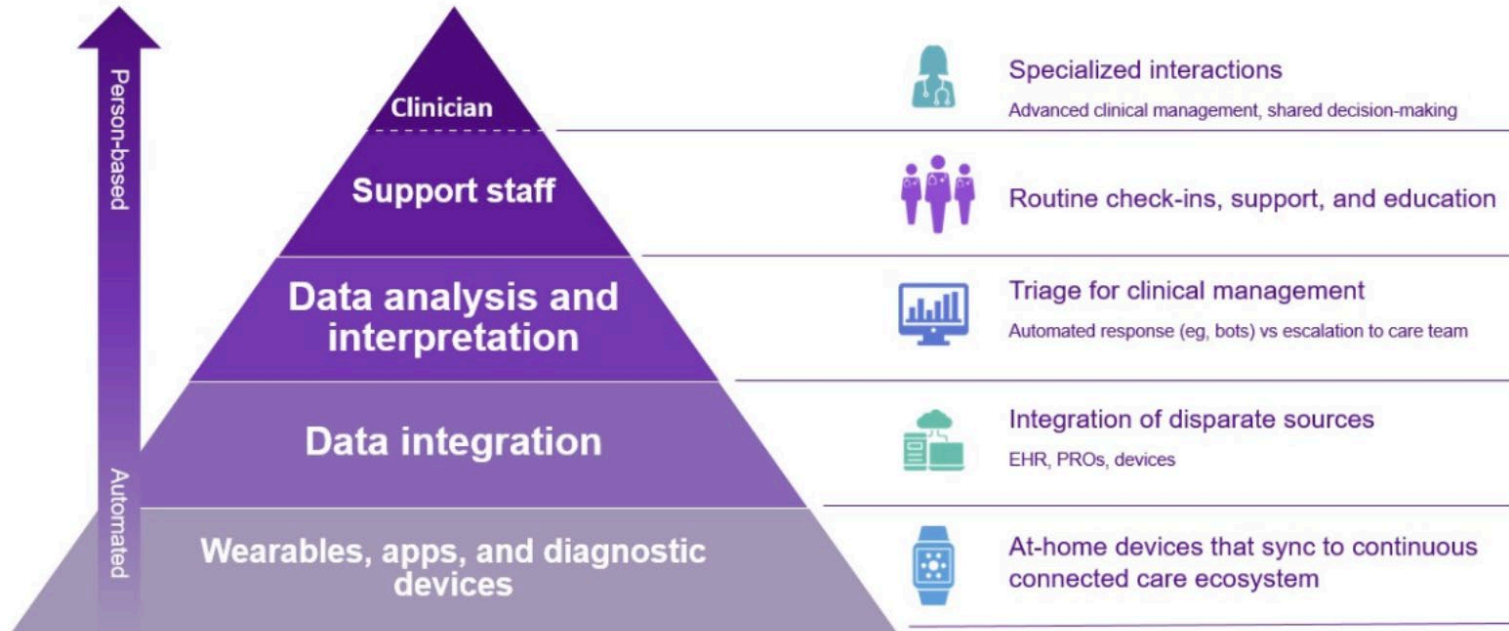 Person-based
Automated
Clinician
Support staff
Data analysis and
interpretation
Data integration
Wearables, apps, and diagnostic
devices
Specialized interactions
Advanced clinical management, shared decision-making
Routine check-ins, support, and education
Triage for clinical management
Automated response (eg, bots) vs escalation to care team
Integration of disparate sources
EHR, PROs, devices
At-home devices that sync to continuous
connected care ecosystem